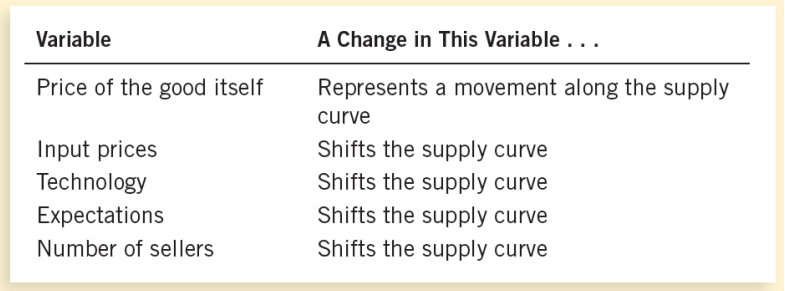 Variable A Change in This Variable . . .
Price of the good itself Represents a movement along the supply
curve
Input prices Shifts the supply curve
Technology Shifts the supply curve
Expectations Shifts the supply curve
Number of sellers Shifts the supply curve